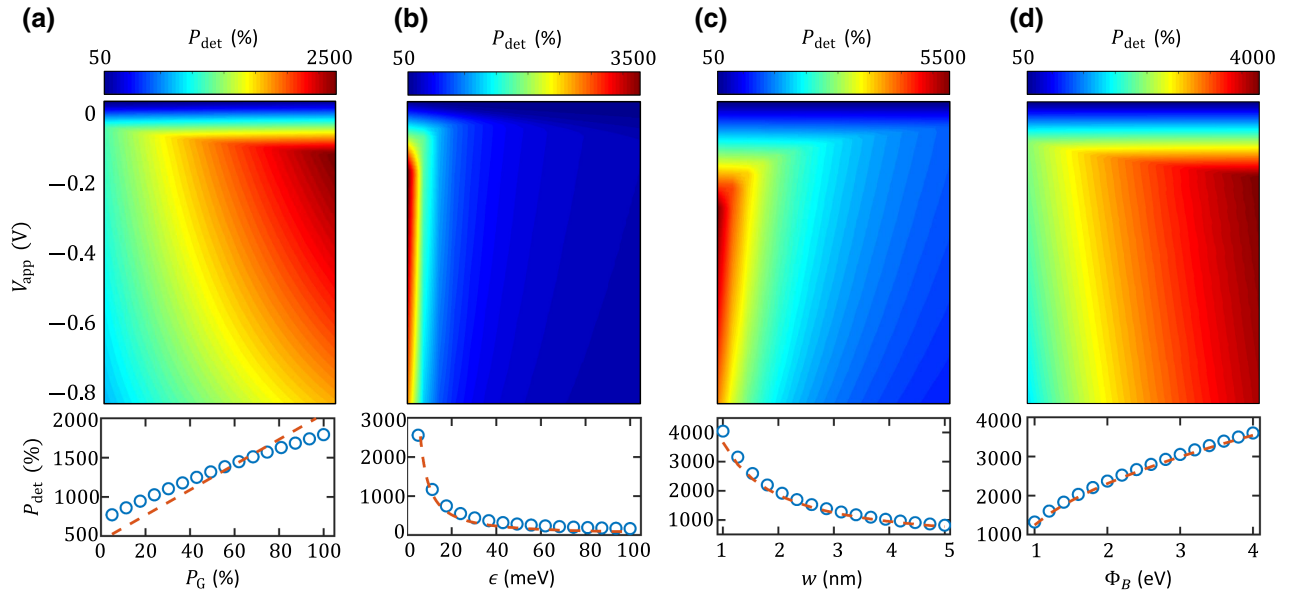 (a) (b) (c) (d)
P_det (%) P_det (%) P_det (%) P_det (%)
50 2500 50 3500 50 5500 50 4000
0
−0.2
−0.4
−0.6
−0.8
V_app (V)
2000 3000 4000 4000
1500 2000 3000 3000
1000 1000 2000 2000
500 0 1000 1000
P_det (%)
0 20 40 60 80 100 0 20 40 60 80 100 1 2 3 4 5 1 2 3 4
P_G (%) ϵ (meV) w (nm) Φ_B (eV)